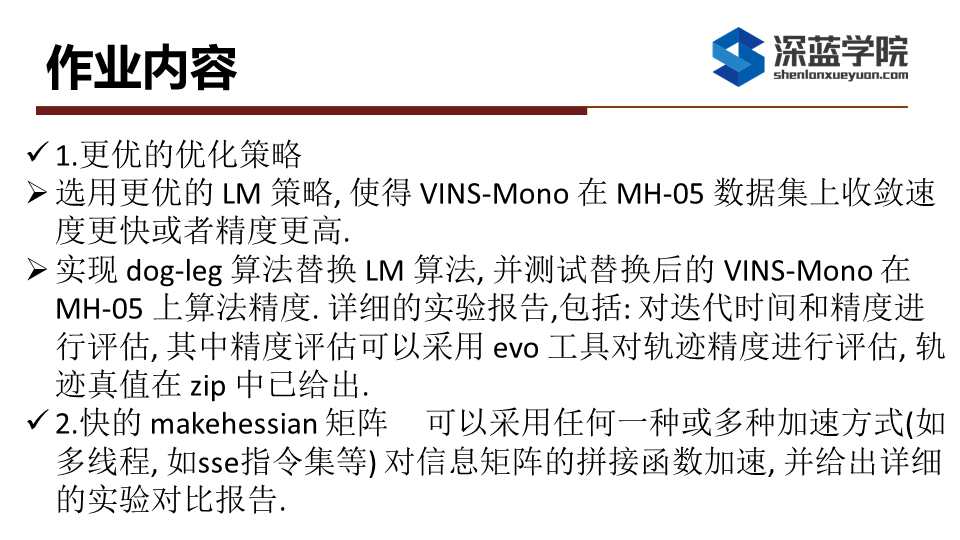 作业内容
深蓝学院
shenlanxueyuan.com
✓ 1.更优的优化策略
➢ 选用更优的 LM 策略, 使得 VINS-Mono 在 MH-05 数据集上收敛速
度更快或者精度更高.
➢ 实现 dog-leg 算法替换 LM 算法, 并测试替换后的 VINS-Mono 在
MH-05 上算法精度. 详细的实验报告,包括: 对迭代时间和精度进
行评估, 其中精度评估可以采用 evo 工具对轨迹精度进行评估, 轨
迹真值在 zip 中已给出.
✓ 2.快的 makehessian 矩阵 可以采用任何一种或多种加速方式(如
多线程, 如sse指令集等) 对信息矩阵的拼接函数加速, 并给出详细
的实验对比报告.